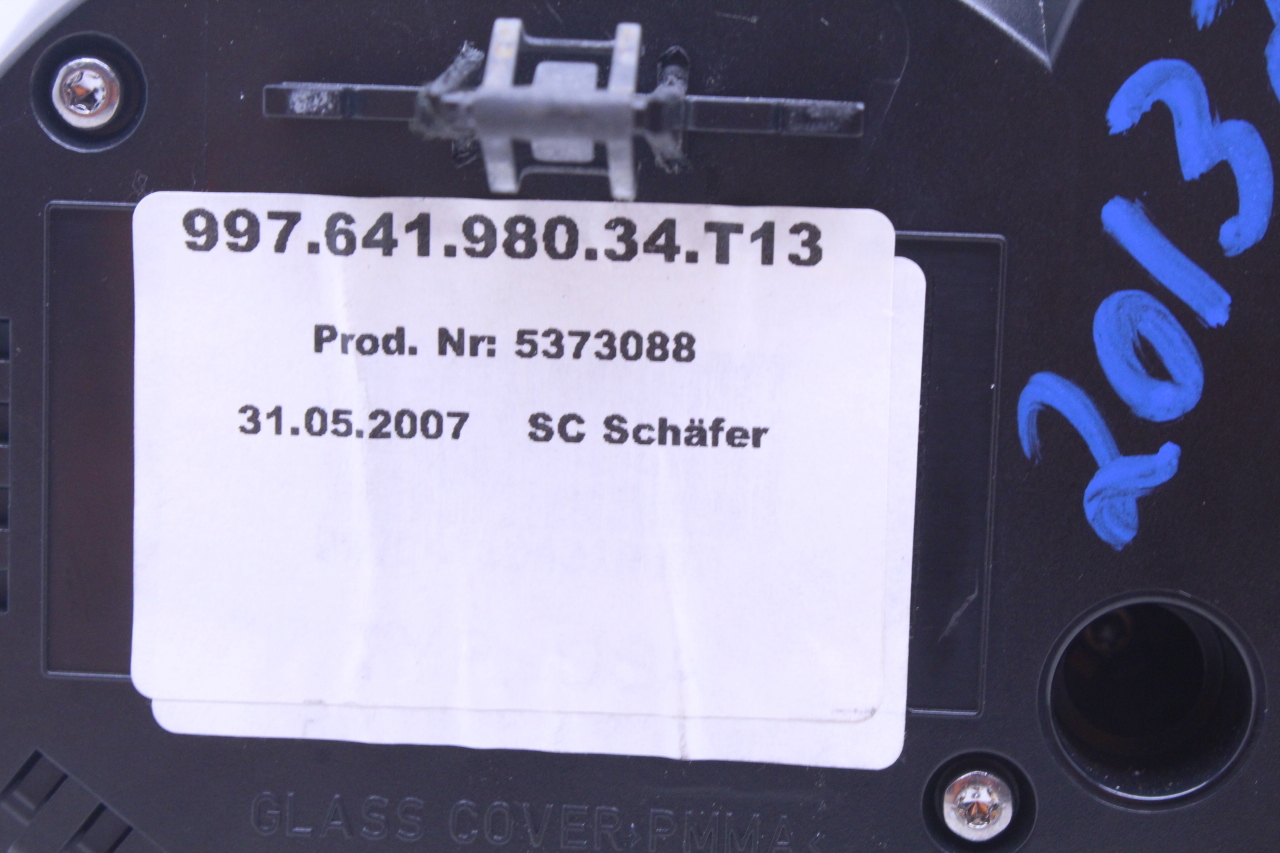 997.641.980.34.T13
Prod. Nr: 5373088
31.05.2007 SC Schäfer
2013
GLASS COVER >PMMA<